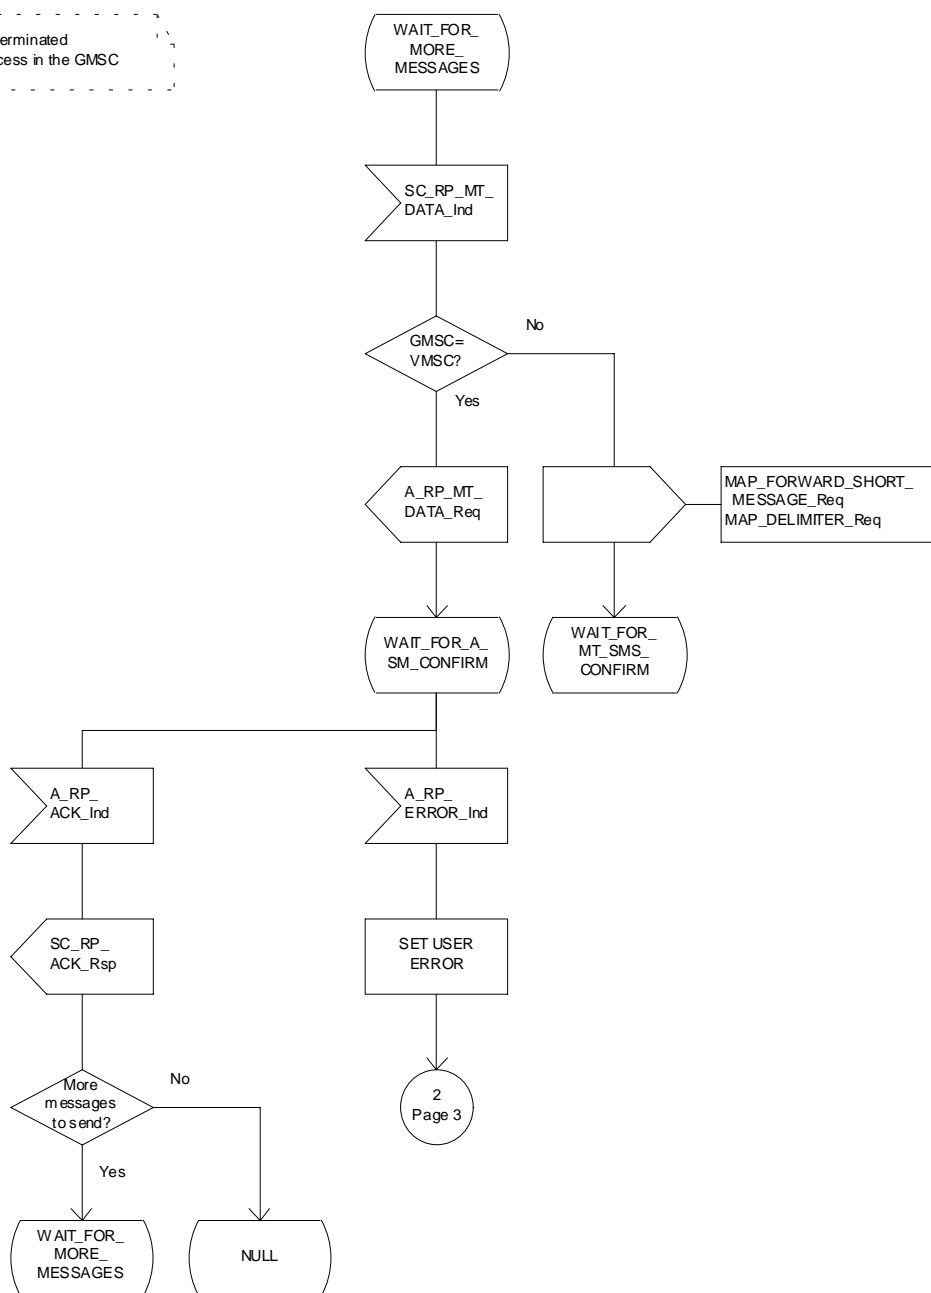 erminated
cess in the GMSC
WAIT_FOR_
MORE_
MESSAGES
SC_RP_MT_
DATA_Ind
GMSC=
VMSC?
No
Yes
A_RP_MT_
DATA_Req
MAP_FORWARD_SHORT_
MESSAGE_Req
MAP_DELIMITER_Req
WAIT_FOR_A_
SM_CONFIRM
WAIT_FOR_
MT_SMS_
CONFIRM
A_RP_
ACK_Ind
A_RP_
ERROR_Ind
SC_RP_
ACK_Rsp
SET USER
ERROR
More
messages
to send?
No
Yes
2
Page 3
WAIT_FOR_
MORE_
MESSAGES
NULL